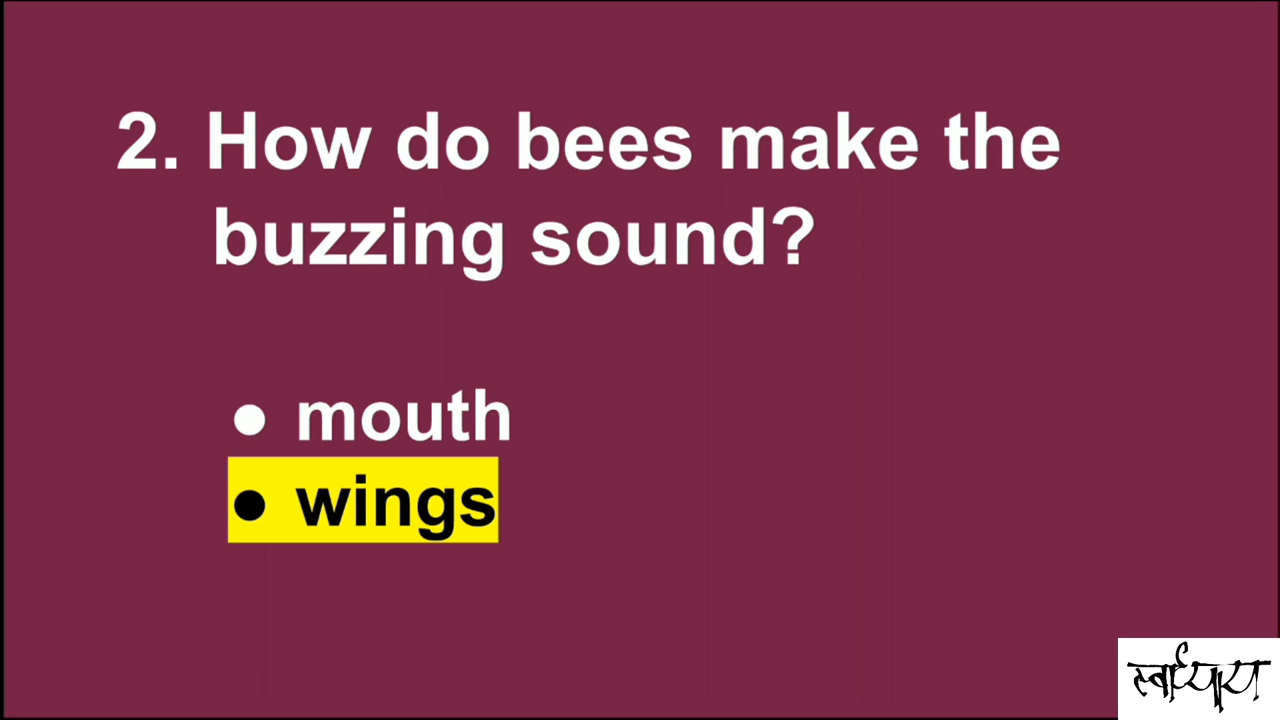 2. How do bees make the
buzzing sound?
● mouth
● wings
स्वाध्याय